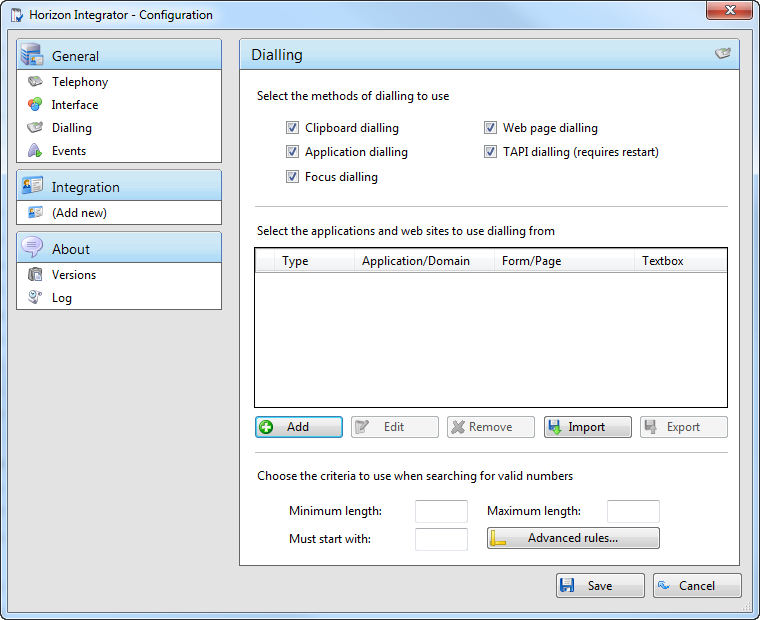 Horizon Integrator - Configuration
General
Telephony
Interface
Dialling
Events
Integration
(Add new)
About
Versions
Log
Dialling
Select the methods of dialling to use
Clipboard dialling
Web page dialling
Application dialling
TAPI dialling (requires restart)
Focus dialling
Select the applications and web sites to use dialling from
Type Application/Domain Form/Page Textbox
Add Edit Remove Import Export
Choose the criteria to use when searching for valid numbers
Minimum length: Maximum length:
Must start with: Advanced rules...
Save Cancel